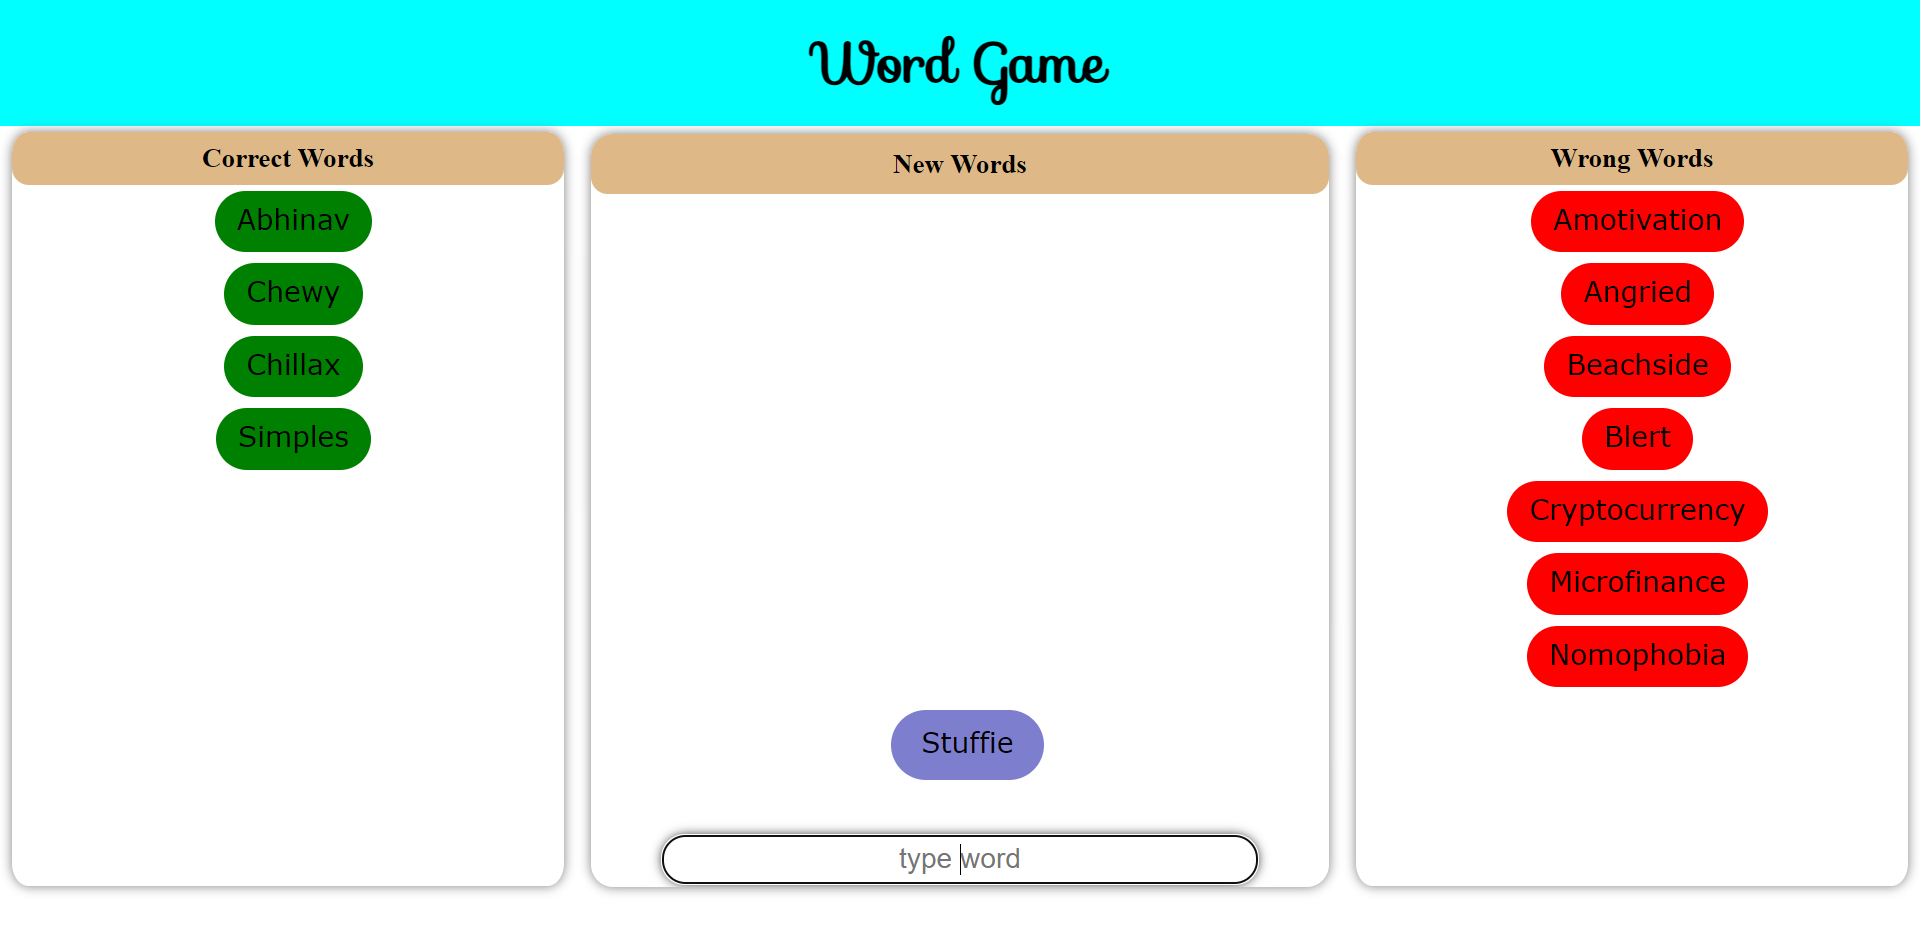 Word Game
Correct Words
Abhinav
Chewy
Chillax
Simples
New Words
Stuffie
type word
Wrong Words
Amotivation
Angried
Beachside
Blert
Cryptocurrency
Microfinance
Nomophobia